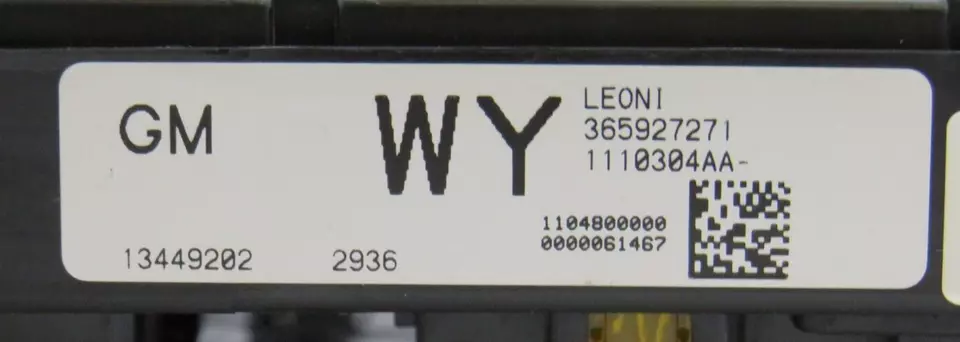 GM
WY
LEONI
365927271
1110304AA-
1104800000
0000061467
13449202
2936